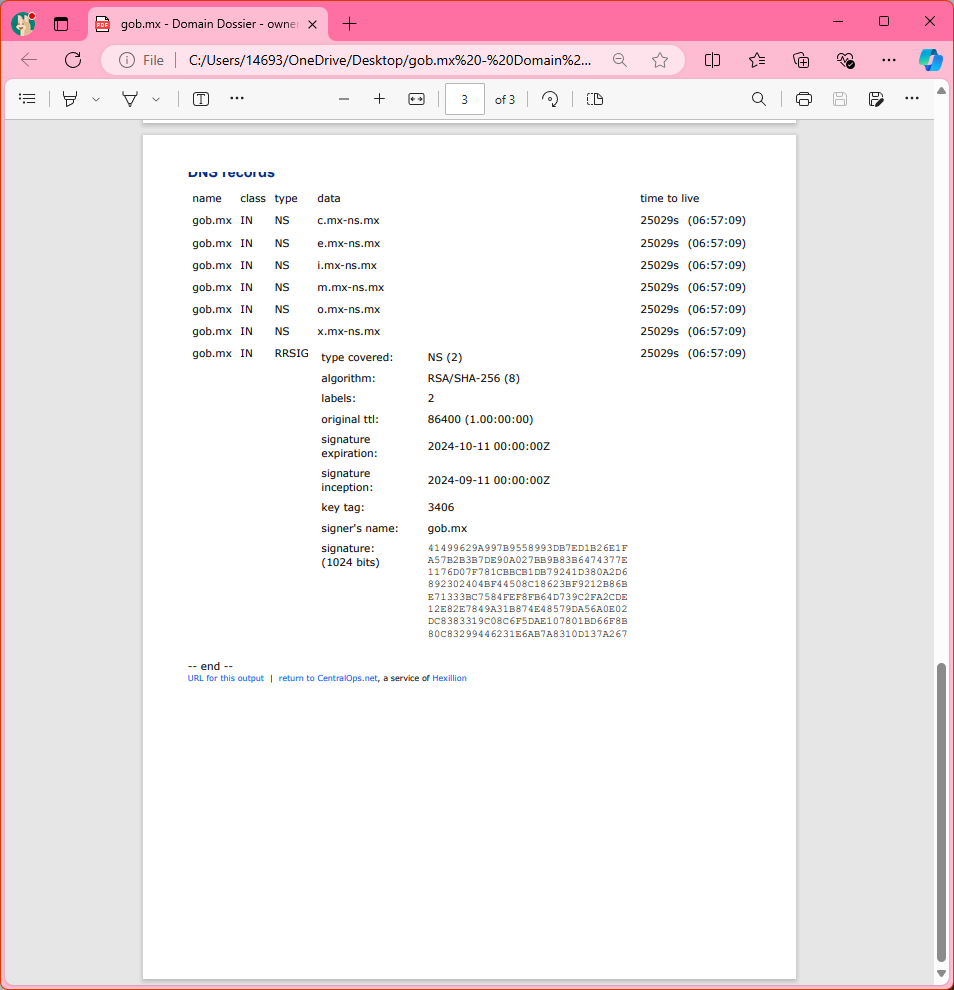 gob.mx - Domain Dossier - owne
File C:/Users/14693/OneDrive/Desktop/gob.mx%20-%20Domain%2...
3 of 3
DNS records
name class type data time to live
gob.mx IN NS c.mx-ns.mx 25029s (06:57:09)
gob.mx IN NS e.mx-ns.mx 25029s (06:57:09)
gob.mx IN NS i.mx-ns.mx 25029s (06:57:09)
gob.mx IN NS m.mx-ns.mx 25029s (06:57:09)
gob.mx IN NS o.mx-ns.mx 25029s (06:57:09)
gob.mx IN NS x.mx-ns.mx 25029s (06:57:09)
gob.mx IN RRSIG 25029s (06:57:09)
type covered: NS (2)
algorithm: RSA/SHA-256 (8)
labels: 2
original ttl: 86400 (1.00:00:00)
signature
expiration: 2024-10-11 00:00:00Z
signature
inception: 2024-09-11 00:00:00Z
key tag: 3406
signer's name: gob.mx
signature:
(1024 bits)
41499629A997B9558993DB7ED1B26E1F
A57B2B3B7DE90A027BB9B83B6474377E
1176D07F781CBBCB1DB79241D380A2D6
892302404BF44508C18623BF9212B86B
E71333BC7584FEF8FB64D739C2FA2CDE
12E82E7849A31B874E48579DA56A0E02
DC8383319C08C6F5DAE107801BD66F8B
80C83299446231E6AB7A8310D137A267
-- end --
URL for this output | return to CentralOps.net, a service of Hexillion